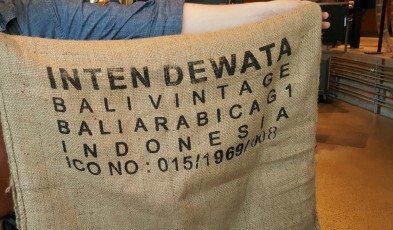 INTEN DEWATA
BALI VINTAGE
BALI ARABICA G1
INDONESIA
ICO NO : 015/1969/008